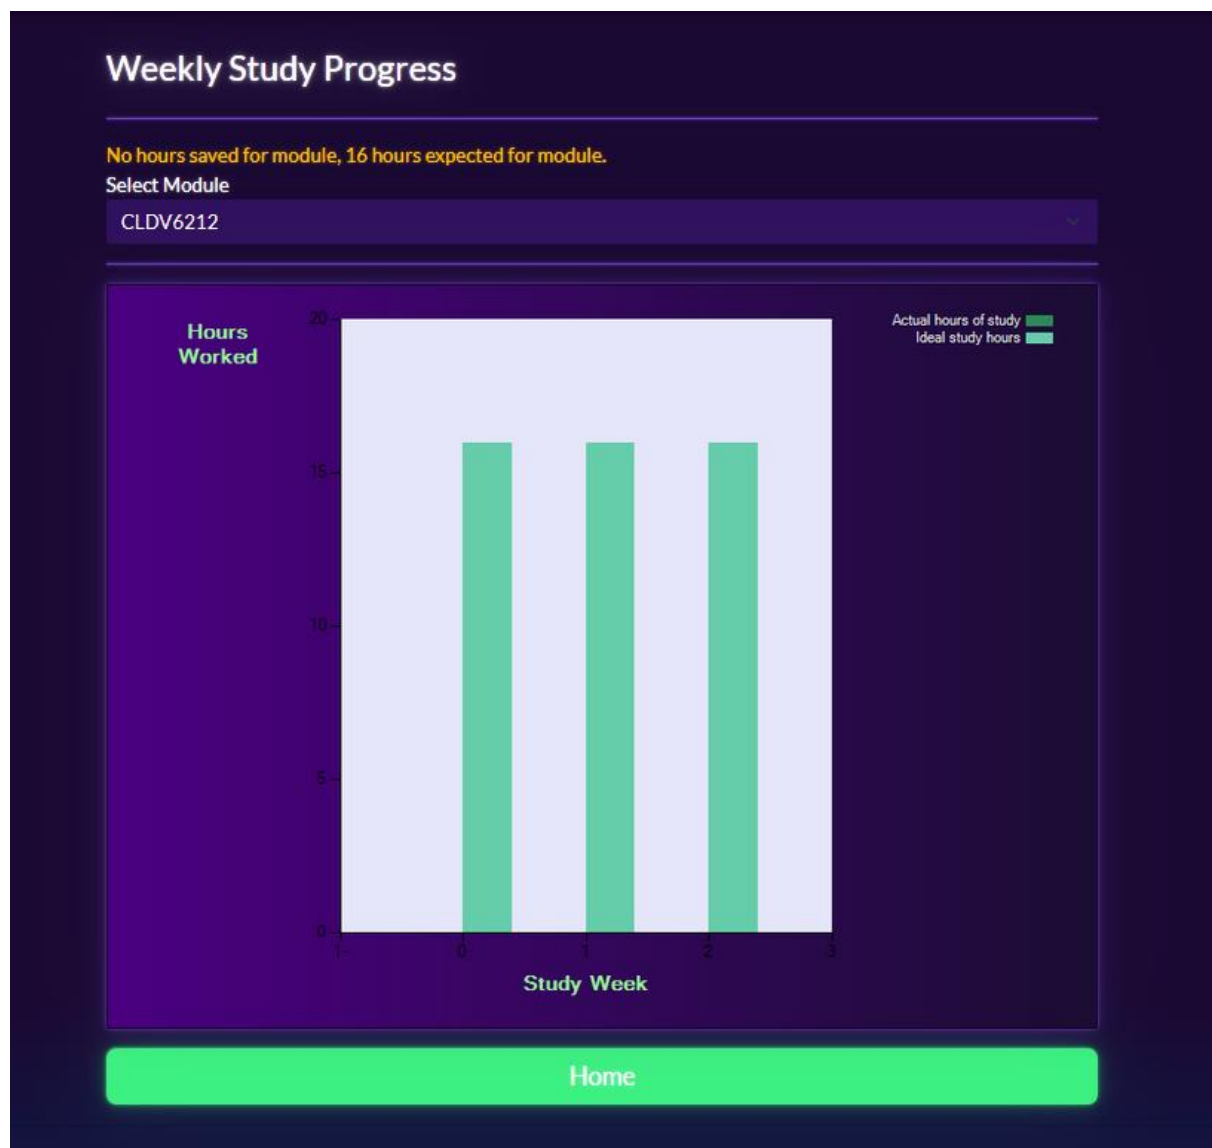 Weekly Study Progress
No hours saved for module, 16 hours expected for module.
Select Module
CLDV6212
Hours
Worked
Actual hours of study
Ideal study hours
20
15
10
5
0
1-
0
1
2
3
Study Week
Home